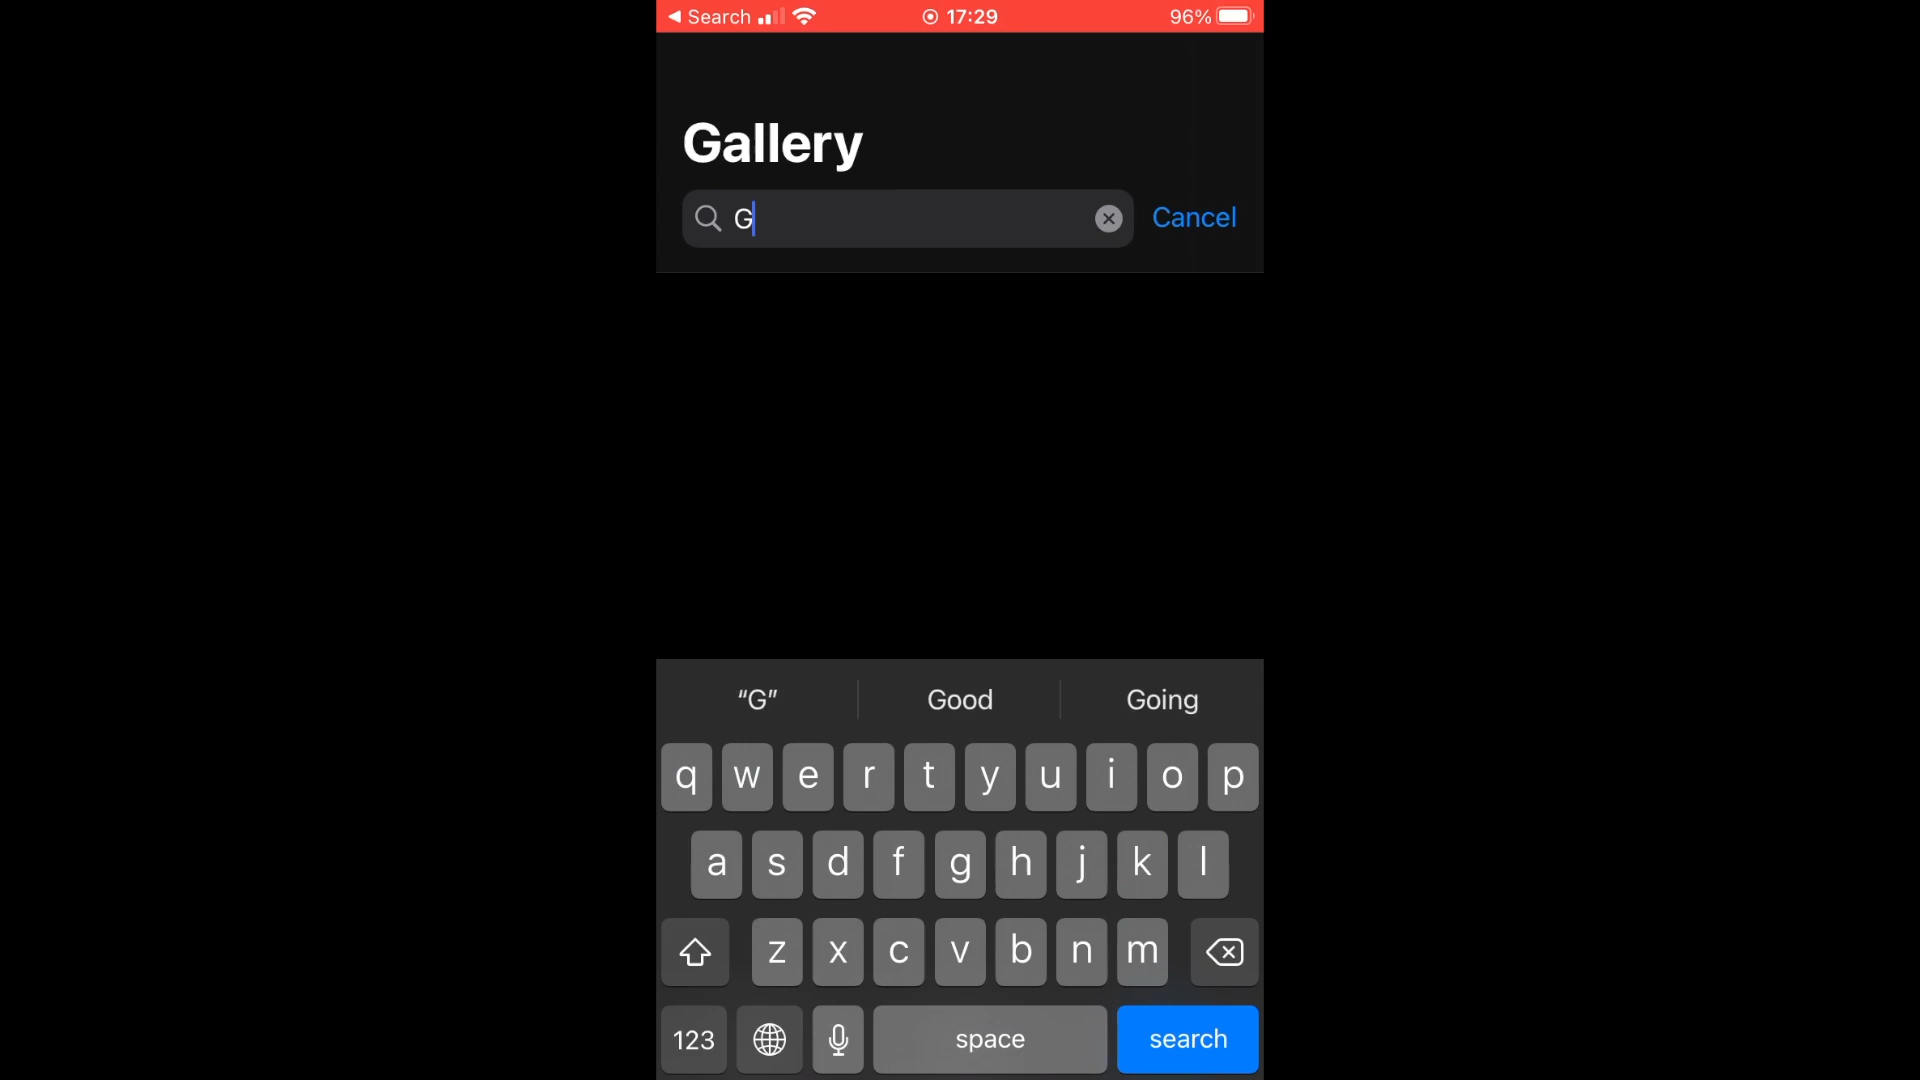 Search 17:29 96%
Gallery
G Cancel
“G” Good Going
q w e r t y u i o p
a s d f g h j k l
z x c v b n m
123 space search